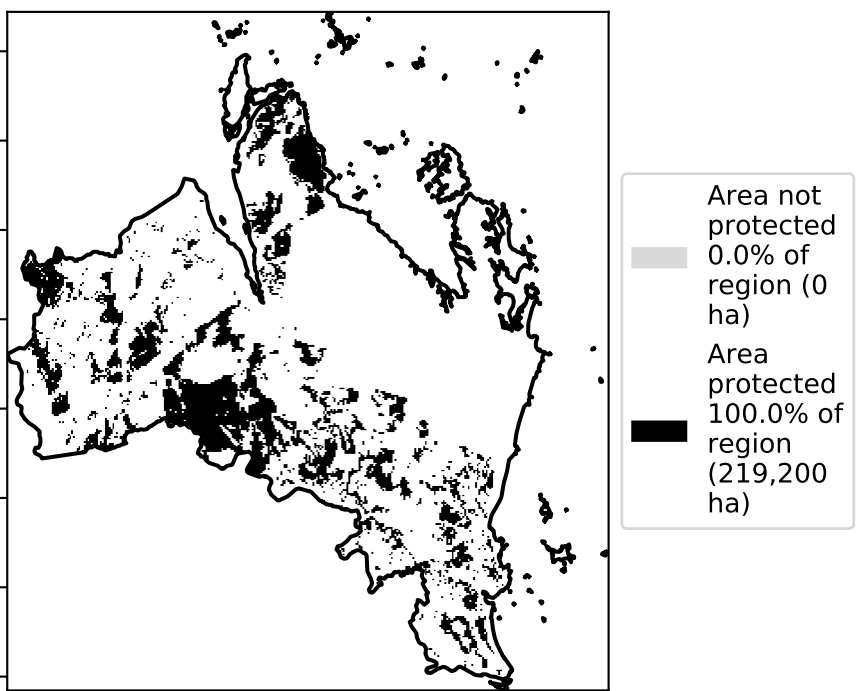 Area not
protected
0.0% of
region (0
ha)
Area
protected
100.0% of
region
(219,200
ha)